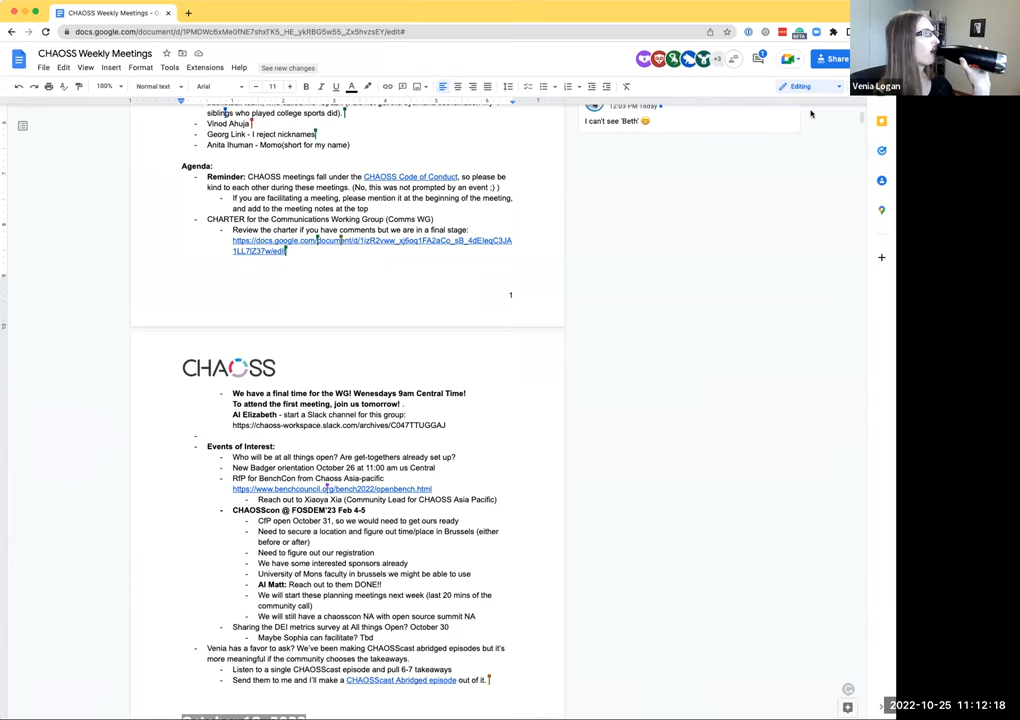 CHAOSS Weekly Meetings - G
docs.google.com/document/d/1PMDWc6xMe0fNE7shxTK5_HE_ykRBG5w55_Zx5hvzsEY/edit#
BETA
CHAOSS Weekly Meetings
File Edit View Insert Format Tools Extensions Help See new changes
+3
1
Share
100% Normal text Arial 11 Editing
siblings who played college sports did).
- Vinod Ahuja
- Georg Link - I reject nicknames
- Anita Ihuman - Momo(short for my name)
Agenda:
- Reminder: CHAOSS meetings fall under the CHAOSS Code of Conduct, so please be
kind to each other during these meetings. (No, this was not prompted by an event ;) )
- If you are facilitating a meeting, please mention it at the beginning of the meeting,
and add to the meeting notes at the top
- CHARTER for the Communications Working Group (Comms WG)
- Review the charter if you have comments but we are in a final stage:
https://docs.google.com/document/d/1izR2vww_xj6oq1FA2aCo_sB_4dEleqC3JA
1LL7lZ37w/edit
1
CHAOSS
- We have a final time for the WG! Wenesdays 9am Central Time!
- To attend the first meeting, join us tomorrow! .
- AI Elizabeth - start a Slack channel for this group:
- https://chaoss-workspace.slack.com/archives/C047TTUGGAJ
-
- Events of Interest:
- Who will be at all things open? Are get-togethers already set up?
- New Badger orientation October 26 at 11:00 am us Central
- RfP for BenchCon from Chaoss Asia-pacific
https://www.benchcouncil.org/bench2022/openbench.html
- Reach out to Xiaoya Xia (Community Lead for CHAOSS Asia Pacific)
- CHAOSScon @ FOSDEM'23 Feb 4-5
- CfP open October 31, so we would need to get ours ready
- Need to secure a location and figure out time/place in Brussels (either
before or after)
- Need to figure out our registration
- We have some interested sponsors already
- University of Mons faculty in brussels we might be able to use
- AI Matt: Reach out to them DONE!!
- We will start these planning meetings next week (last 20 mins of the
community call)
- We will still have a chaosscon NA with open source summit NA
- Sharing the DEI metrics survey at All things Open? October 30
- Maybe Sophia can facilitate? Tbd
- Venia has a favor to ask? We've been making CHAOSScast abridged episodes but it's
more meaningful if the community chooses the takeaways.
- Listen to a single CHAOSScast episode and pull 6-7 takeaways
- Send them to me and I'll make a CHAOSScast Abridged episode out of it.
12:03 PM Today
I can't see 'Beth' 😋
Venia Logan
2022-10-25 11:12:18